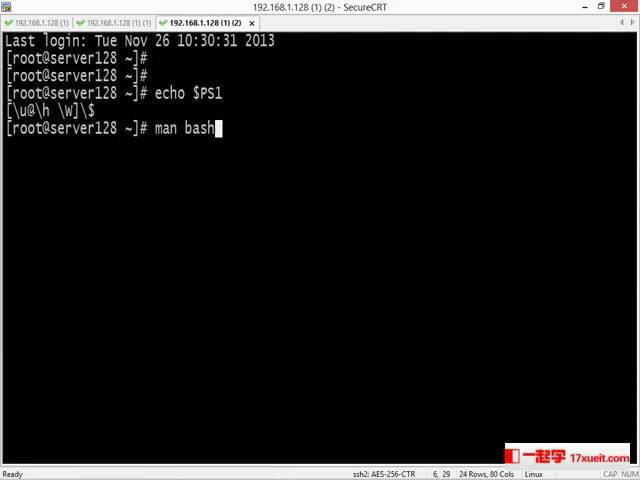 192.168.1.128 (1) (2) - SecureCRT
192.168.1.128 (1) 192.168.1.128 (1) (1) 192.168.1.128 (1) (2) ×
Last login: Tue Nov 26 10:30:31 2013
[root@server128 ~]#
[root@server128 ~]#
[root@server128 ~]# echo $PS1
[\u@\h \W]\$
[root@server128 ~]# man bash
一起学 17xueit.com
Ready ssh2: AES-256-CTR 6, 29 24 Rows, 80 Cols Linux CAP NUM